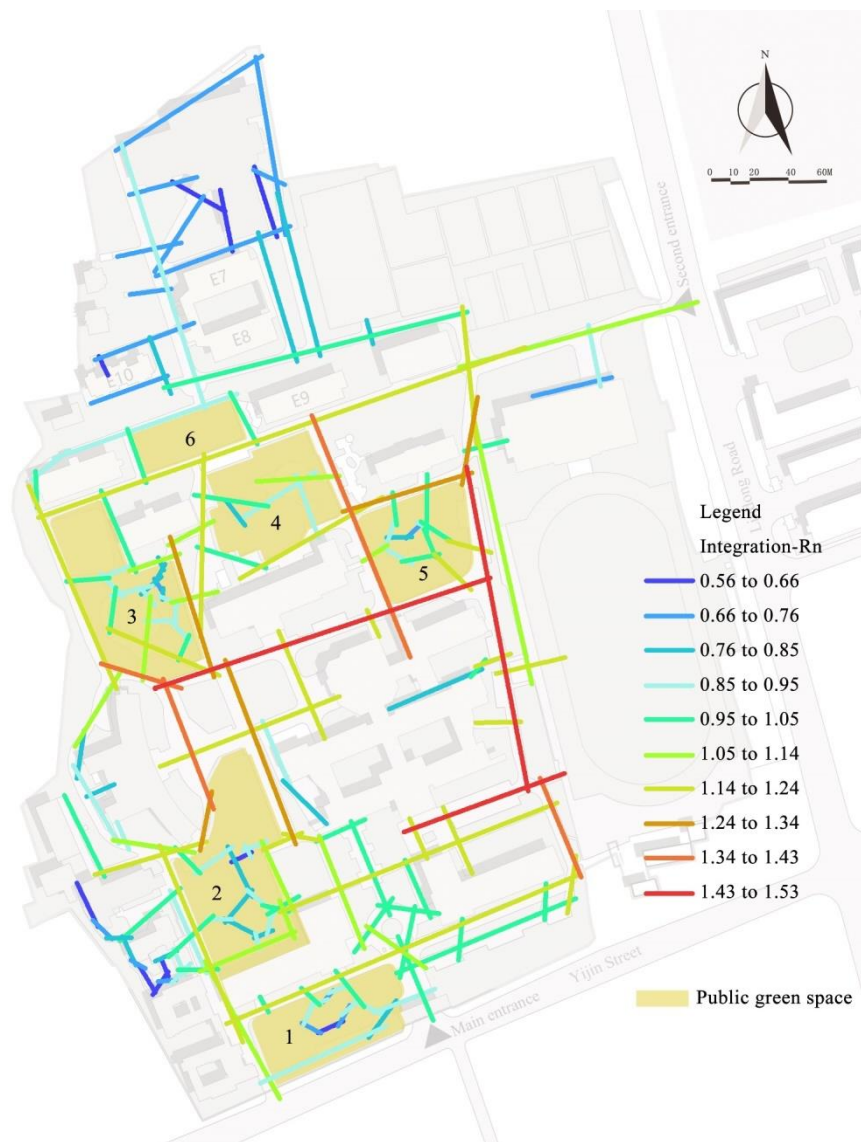 N
0 10 20 40 60M
Second entrance
E7
E8
E10
E9
6
4
5
3
2
1
Legend
Integration-Rn
0.56 to 0.66
0.66 to 0.76
0.76 to 0.85
0.85 to 0.95
0.95 to 1.05
1.05 to 1.14
1.14 to 1.24
1.24 to 1.34
1.34 to 1.43
1.43 to 1.53
Public green space
Yijin Street
Main entrance
Road